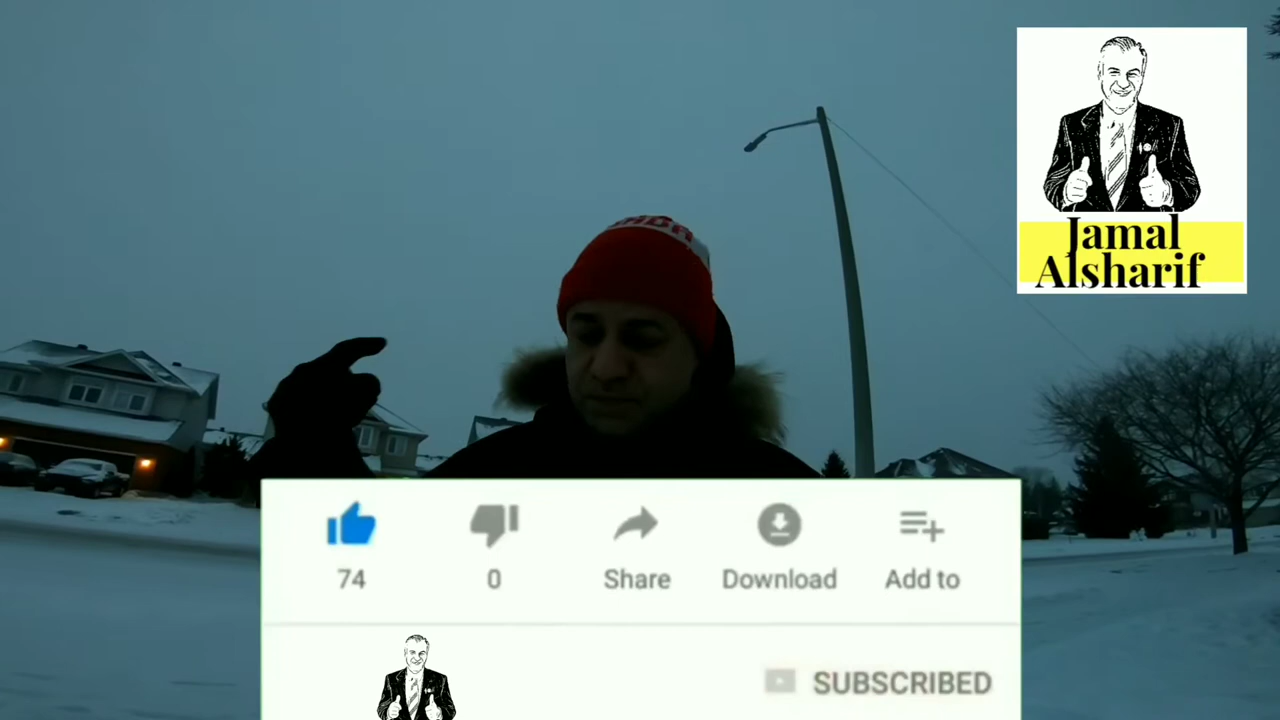 Jamal
Alsharif
74
0
Share
Download
Add to
SUBSCRIBED